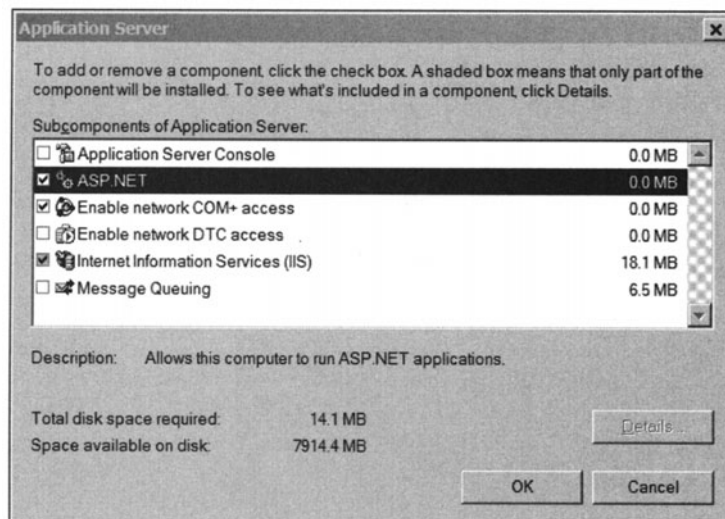 Application Server
To add or remove a component, click the check box. A shaded box means that only part of the
component will be installed. To see what's included in a component, click Details.
Subcomponents of Application Server:
Application Server Console 0.0 MB
ASP.NET 0.0 MB
Enable network COM+ access 0.0 MB
Enable network DTC access 0.0 MB
Internet Information Services (IIS) 18.1 MB
Message Queuing 6.5 MB
Description: Allows this computer to run ASP.NET applications.
Total disk space required: 14.1 MB
Space available on disk: 7914.4 MB
Details...
OK Cancel